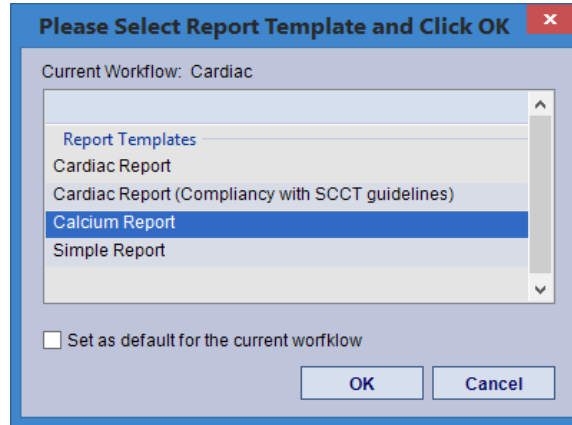 Please Select Report Template and Click OK
Current Workflow: Cardiac
Report Templates
Cardiac Report
Cardiac Report (Compliancy with SCCT guidelines)
Calcium Report
Simple Report
Set as default for the current worfklow
OK Cancel